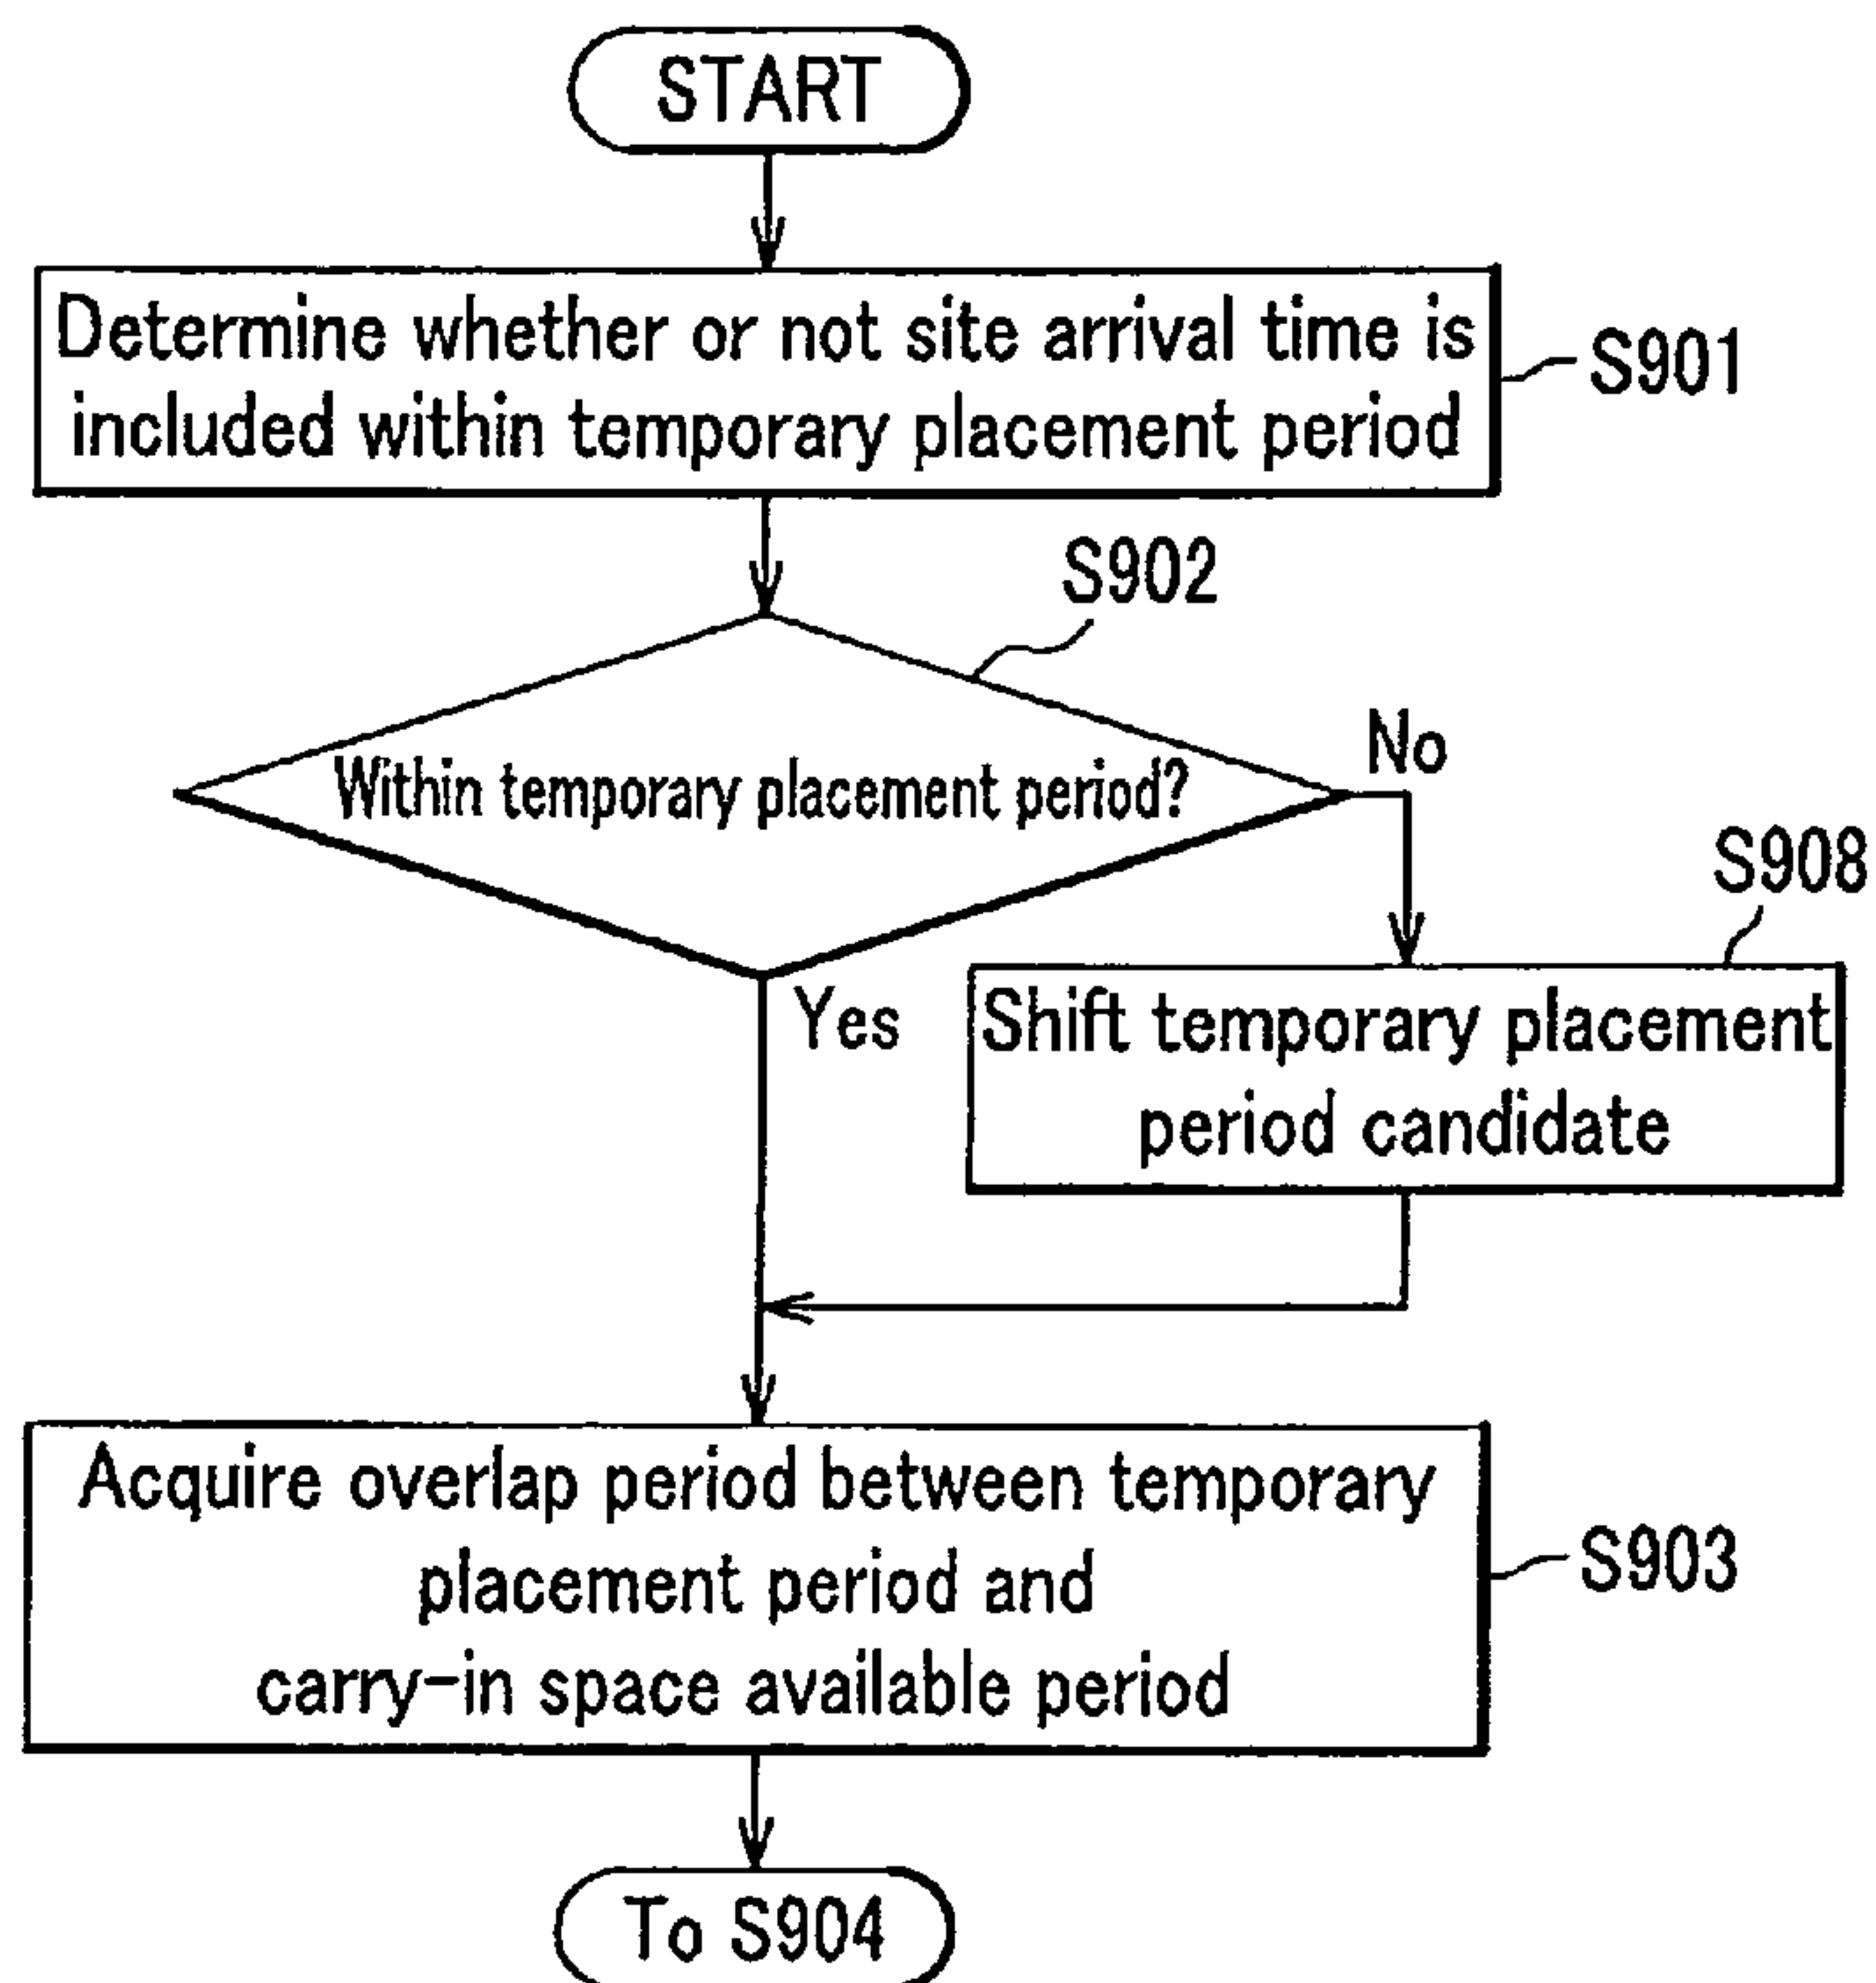 START
Determine whether or not site arrival time is
included within temporary placement period
S901
S902
Within temporary placement period?
No
S908
Yes
Shift temporary placement
period candidate
Acquire overlap period between temporary
placement period and
carry-in space available period
S903
To S904